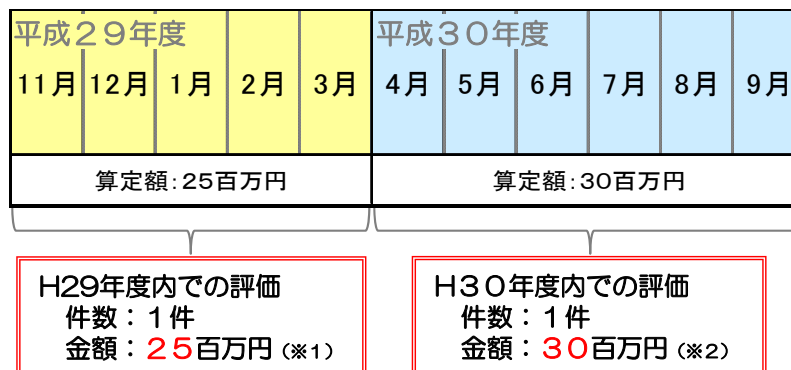 平成２９年度 平成３０年度
11月 12月 1月 2月 3月 4月 5月 6月 7月 8月 9月
算定額：25百万円 算定額：30百万円
H29年度内での評価
件数：１件
金額：２５百万円（※1）
H３０年度内での評価
件数：１件
金額：３０百万円（※2）